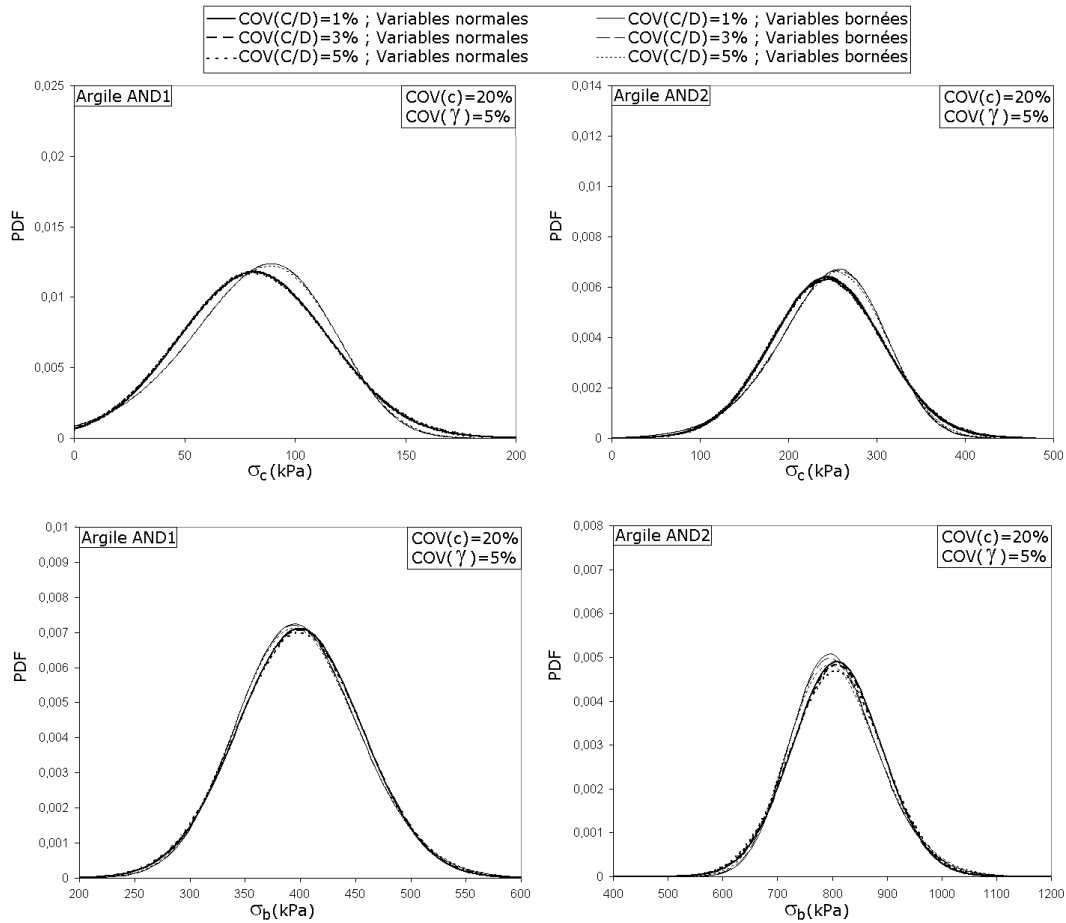 COV(C/D)=1% ; Variables normales
COV(C/D)=3% ; Variables normales
COV(C/D)=5% ; Variables normales
COV(C/D)=1% ; Variables bornées
COV(C/D)=3% ; Variables bornées
COV(C/D)=5% ; Variables bornées
Argile AND1
COV(c)=20%
COV(γ)=5%
PDF
0,025
0,02
0,015
0,01
0,005
0
0 50 100 150 200
σc(kPa)
Argile AND2
COV(c)=20%
COV(γ)=5%
PDF
0,014
0,012
0,01
0,008
0,006
0,004
0,002
0
0 100 200 300 400 500
σc(kPa)
Argile AND1
COV(c)=20%
COV(γ)=5%
PDF
0,01
0,009
0,008
0,007
0,006
0,005
0,004
0,003
0,002
0,001
0
200 250 300 350 400 450 500 550 600
σb(kPa)
Argile AND2
COV(c)=20%
COV(γ)=5%
PDF
0,008
0,007
0,006
0,005
0,004
0,003
0,002
0,001
0
400 500 600 700 800 900 1000 1100 1200
σb(kPa)